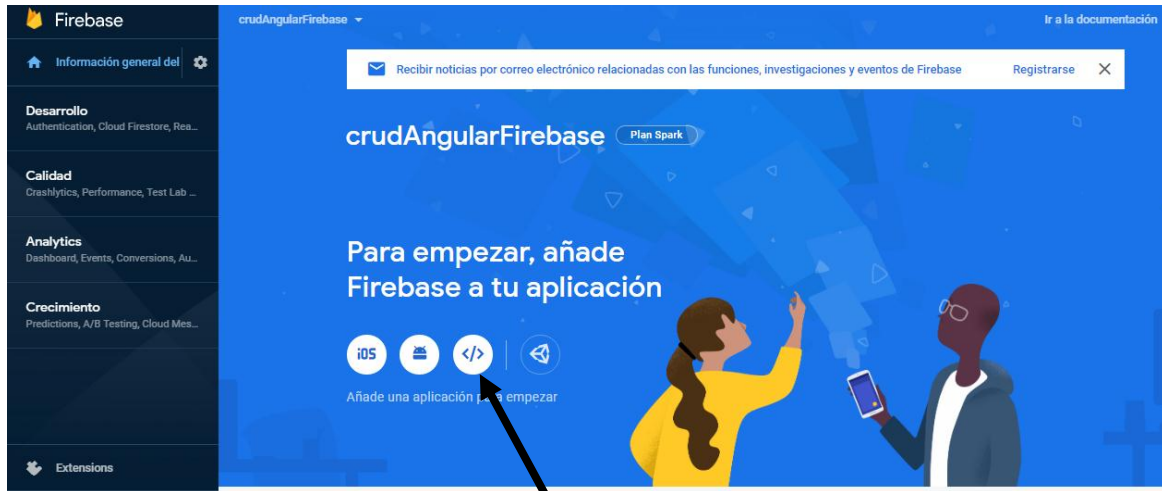 Firebase
crudAngularFirebase
Ir a la documentación
Información general del
Recibir noticias por correo electrónico relacionadas con las funciones, investigaciones y eventos de Firebase
Registrarse
Desarrollo
Authentication, Cloud Firestore, Rea...
crudAngularFirebase
Plan Spark
Calidad
Crashlytics, Performance, Test Lab ...
Analytics
Dashboard, Events, Conversions, Au...
Para empezar, añade
Firebase a tu aplicación
Crecimiento
Predictions, A/B Testing, Cloud Mes...
iOS
</>
Añade una aplicación para empezar
Extensions